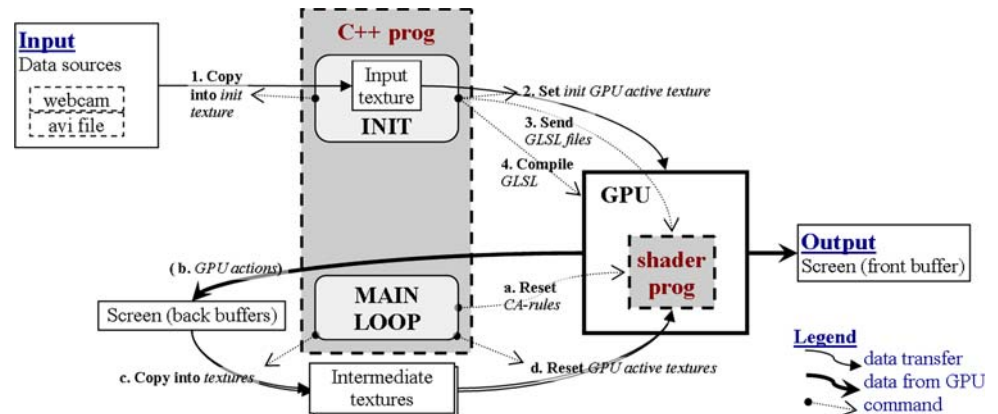 Input
Data sources
webcam
avi file
C++ prog
1. Copy
into init
texture
Input
texture
INIT
2. Set init GPU active texture
3. Send
GLSL files
4. Compile
GLSL
GPU
shader
prog
Output
Screen (front buffer)
(b. GPU actions)
Screen (back buffers)
MAIN
LOOP
a. Reset
CA-rules
c. Copy into textures
Intermediate
textures
d. Reset GPU active textures
Legend
data transfer
data from GPU
command